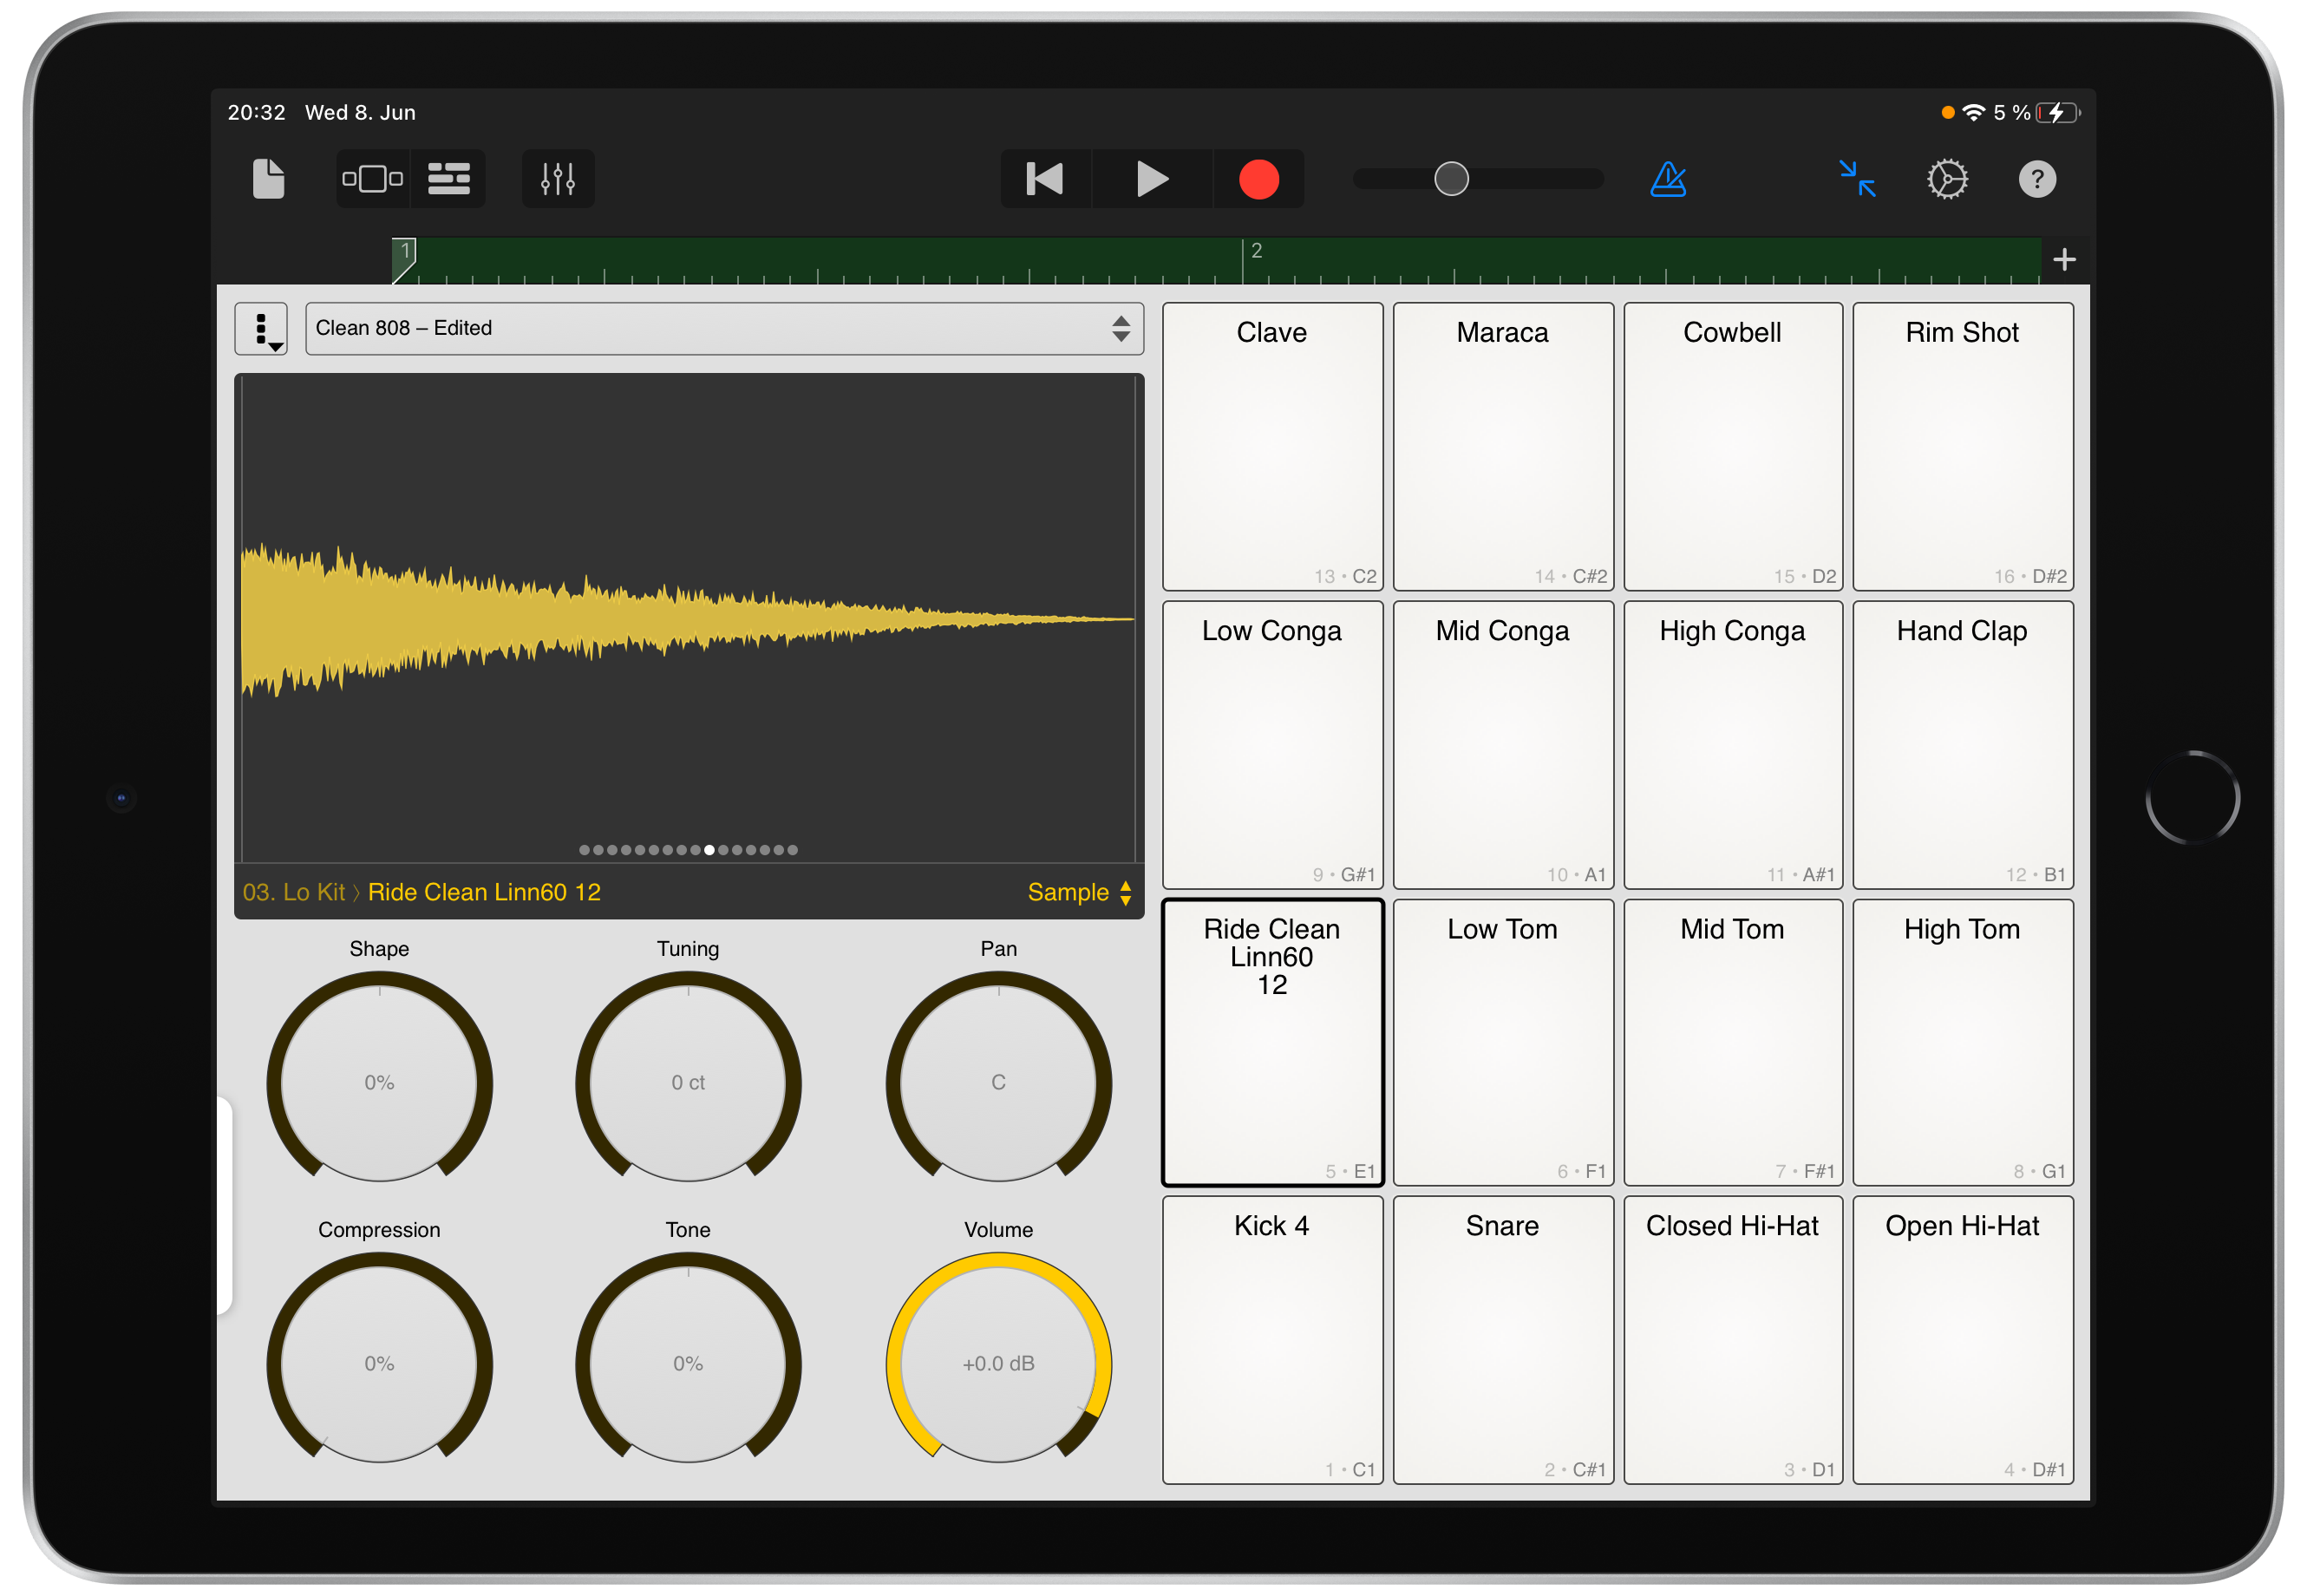 20:32 Wed 8. Jun
5 %
?
1
2
+
Clean 808 – Edited
03. Lo Kit 〉 Ride Clean Linn60 12
Sample
Shape
Tuning
Pan
0%
0 ct
C
Compression
Tone
Volume
0%
0%
+0.0 dB
Clave
13 • C2
Maraca
14 • C#2
Cowbell
15 • D2
Rim Shot
16 • D#2
Low Conga
9 • G#1
Mid Conga
10 • A1
High Conga
11 • A#1
Hand Clap
12 • B1
Ride Clean
Linn60
12
5 • E1
Low Tom
6 • F1
Mid Tom
7 • F#1
High Tom
8 • G1
Kick 4
1 • C1
Snare
2 • C#1
Closed Hi-Hat
3 • D1
Open Hi-Hat
4 • D#1